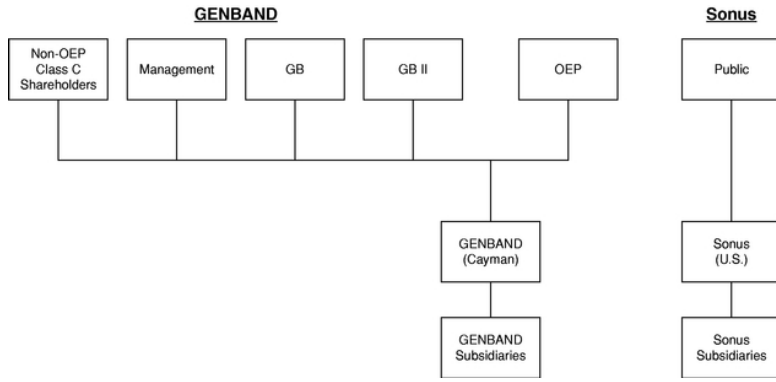 GENBAND
Sonus
Non-OEP
Class C
Shareholders
Management
GB
GB II
OEP
Public
GENBAND
(Cayman)
Sonus
(U.S.)
GENBAND
Subsidiaries
Sonus
Subsidiaries